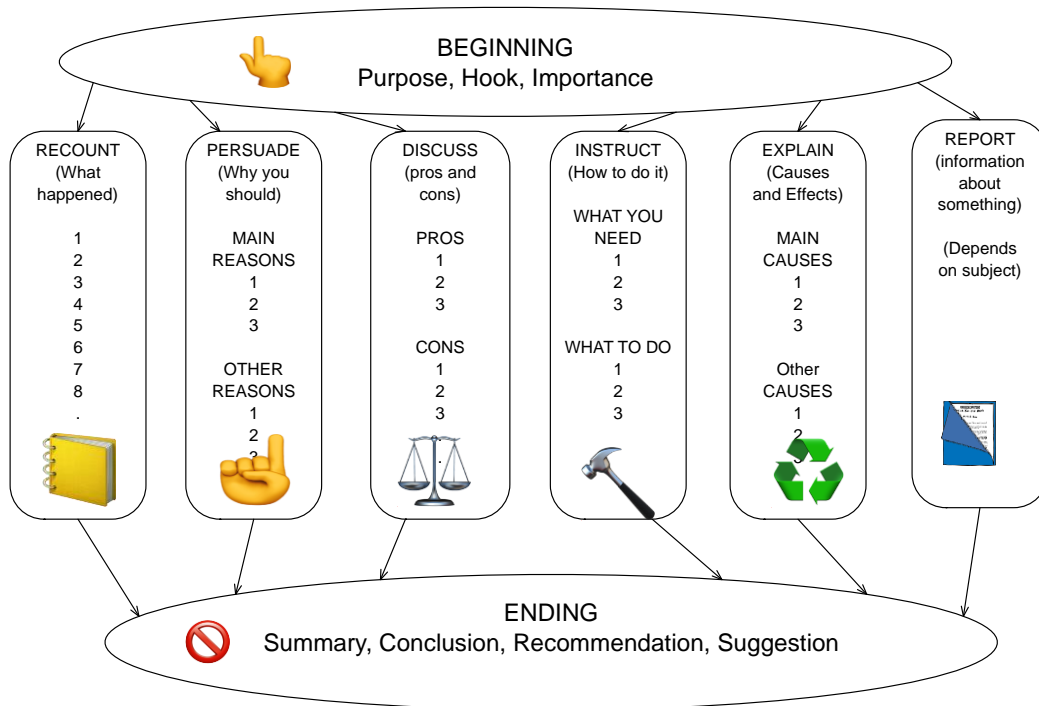 BEGINNING
Purpose, Hook, Importance
RECOUNT
(What
happened)
1
2
3
4
5
6
7
8
.
PERSUADE
(Why you
should)
MAIN
REASONS
1
2
3
OTHER
REASONS
1
2
3
DISCUSS
(pros and
cons)
PROS
1
2
3
CONS
1
2
3
.
.
INSTRUCT
(How to do it)
WHAT YOU
NEED
1
2
3
WHAT TO DO
1
2
3
EXPLAIN
(Causes
and Effects)
MAIN
CAUSES
1
2
3
Other
CAUSES
1
2
3
REPORT
(information
about
something)
(Depends
on subject)
ENDING
Summary, Conclusion, Recommendation, Suggestion